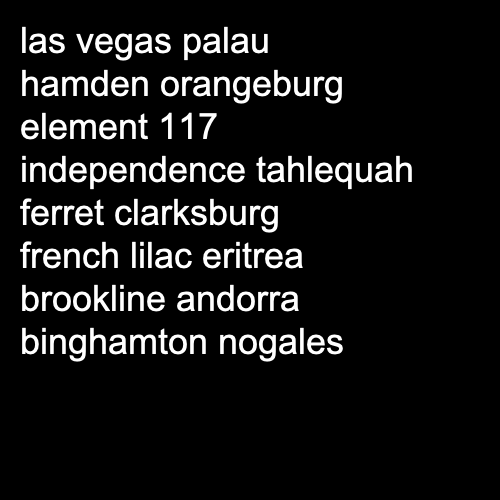 las vegas palau
hamden orangeburg
element 117
independence tahlequah
ferret clarksburg
french lilac eritrea
brookline andorra
binghamton nogales